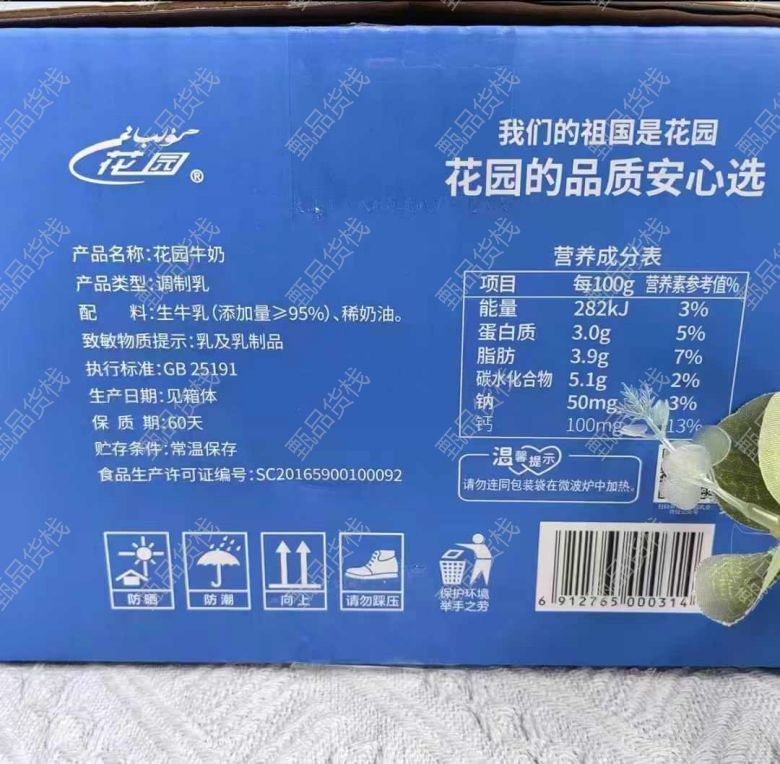 گۈلباغ
花园®
我们的祖国是花园
花园的品质安心选
产品名称:花园牛奶
产品类型:调制乳
配 料:生牛乳(添加量≥95%)、稀奶油。
致敏物质提示:乳及乳制品
执行标准:GB 25191
生产日期:见箱体
保 质 期:60天
贮存条件:常温保存
食品生产许可证编号:SC20165900100092
营养成分表
项目 每100g 营养素参考值%
能量 282kJ 3%
蛋白质 3.0g 5%
脂肪 3.9g 7%
碳水化合物 5.1g 2%
钠 50mg 3%
钙 100mg 13%
温馨提示
请勿连同包装袋在微波炉中加热。
防晒
防潮
向上
请勿踩压
保护环境
举手之劳
6 912765 000314
甄品货栈